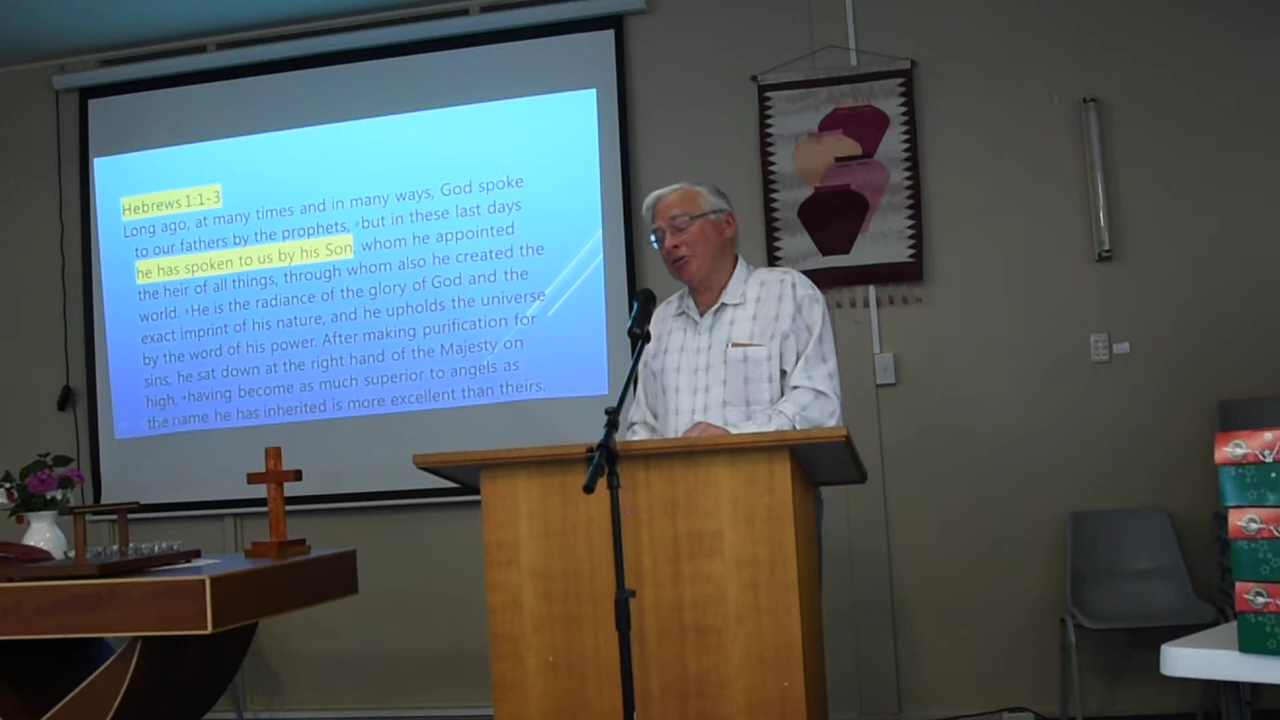 Hebrews 1:1-3
Long ago, at many times and in many ways, God spoke
to our fathers by the prophets, ²but in these last days
he has spoken to us by his Son, whom he appointed
the heir of all things, through whom also he created the
world. ³He is the radiance of the glory of God and the
exact imprint of his nature, and he upholds the universe
by the word of his power. After making purification for
sins, he sat down at the right hand of the Majesty on
high, ⁴having become as much superior to angels as
the name he has inherited is more excellent than theirs.